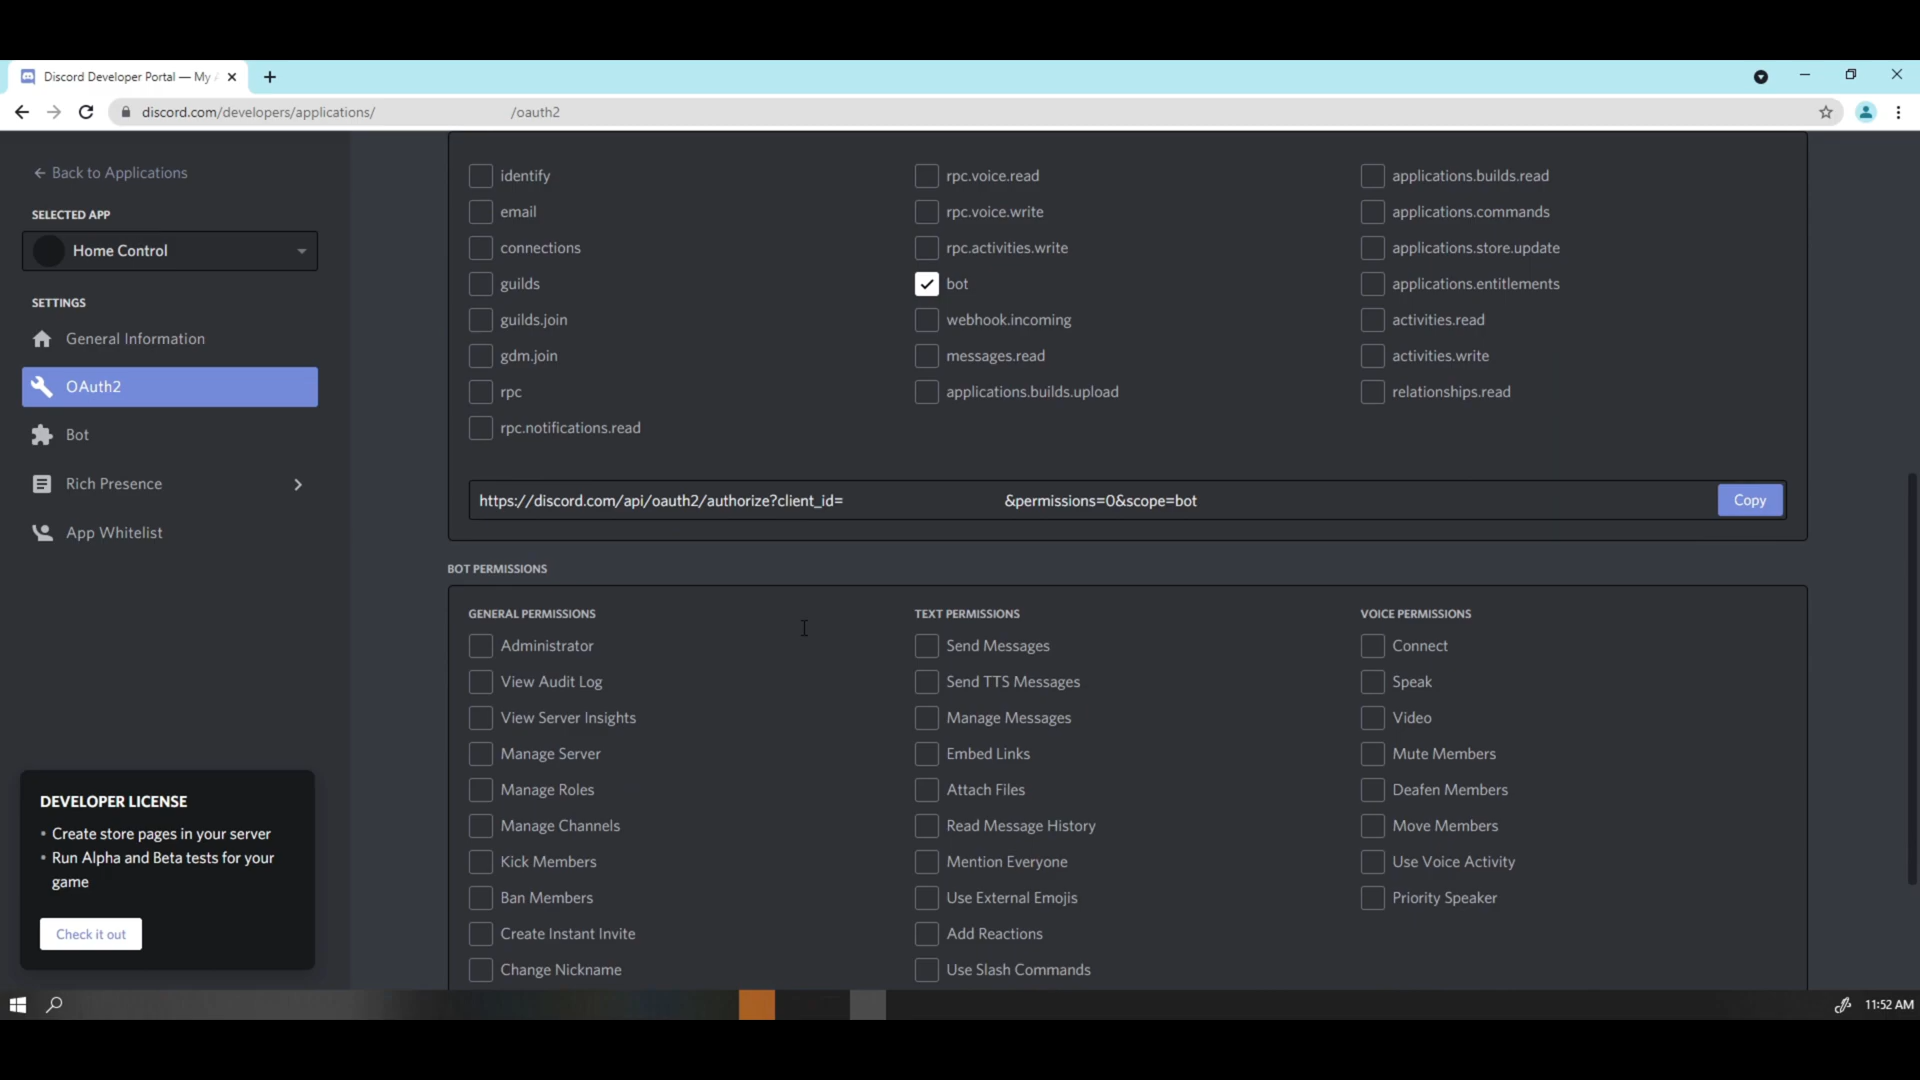 Discord Developer Portal — My A
discord.com/developers/applications/ /oauth2
Back to Applications
SELECTED APP
Home Control
SETTINGS
General Information
OAuth2
Bot
Rich Presence
App Whitelist
DEVELOPER LICENSE
• Create store pages in your server
• Run Alpha and Beta tests for your
game
Check it out
identify
email
connections
guilds
guilds.join
gdm.join
rpc
rpc.notifications.read
rpc.voice.read
rpc.voice.write
rpc.activities.write
bot
webhook.incoming
messages.read
applications.builds.upload
applications.builds.read
applications.commands
applications.store.update
applications.entitlements
activities.read
activities.write
relationships.read
https://discord.com/api/oauth2/authorize?client_id= &permissions=0&scope=bot
Copy
BOT PERMISSIONS
GENERAL PERMISSIONS
Administrator
View Audit Log
View Server Insights
Manage Server
Manage Roles
Manage Channels
Kick Members
Ban Members
Create Instant Invite
Change Nickname
TEXT PERMISSIONS
Send Messages
Send TTS Messages
Manage Messages
Embed Links
Attach Files
Read Message History
Mention Everyone
Use External Emojis
Add Reactions
Use Slash Commands
VOICE PERMISSIONS
Connect
Speak
Video
Mute Members
Deafen Members
Move Members
Use Voice Activity
Priority Speaker
11:52 AM